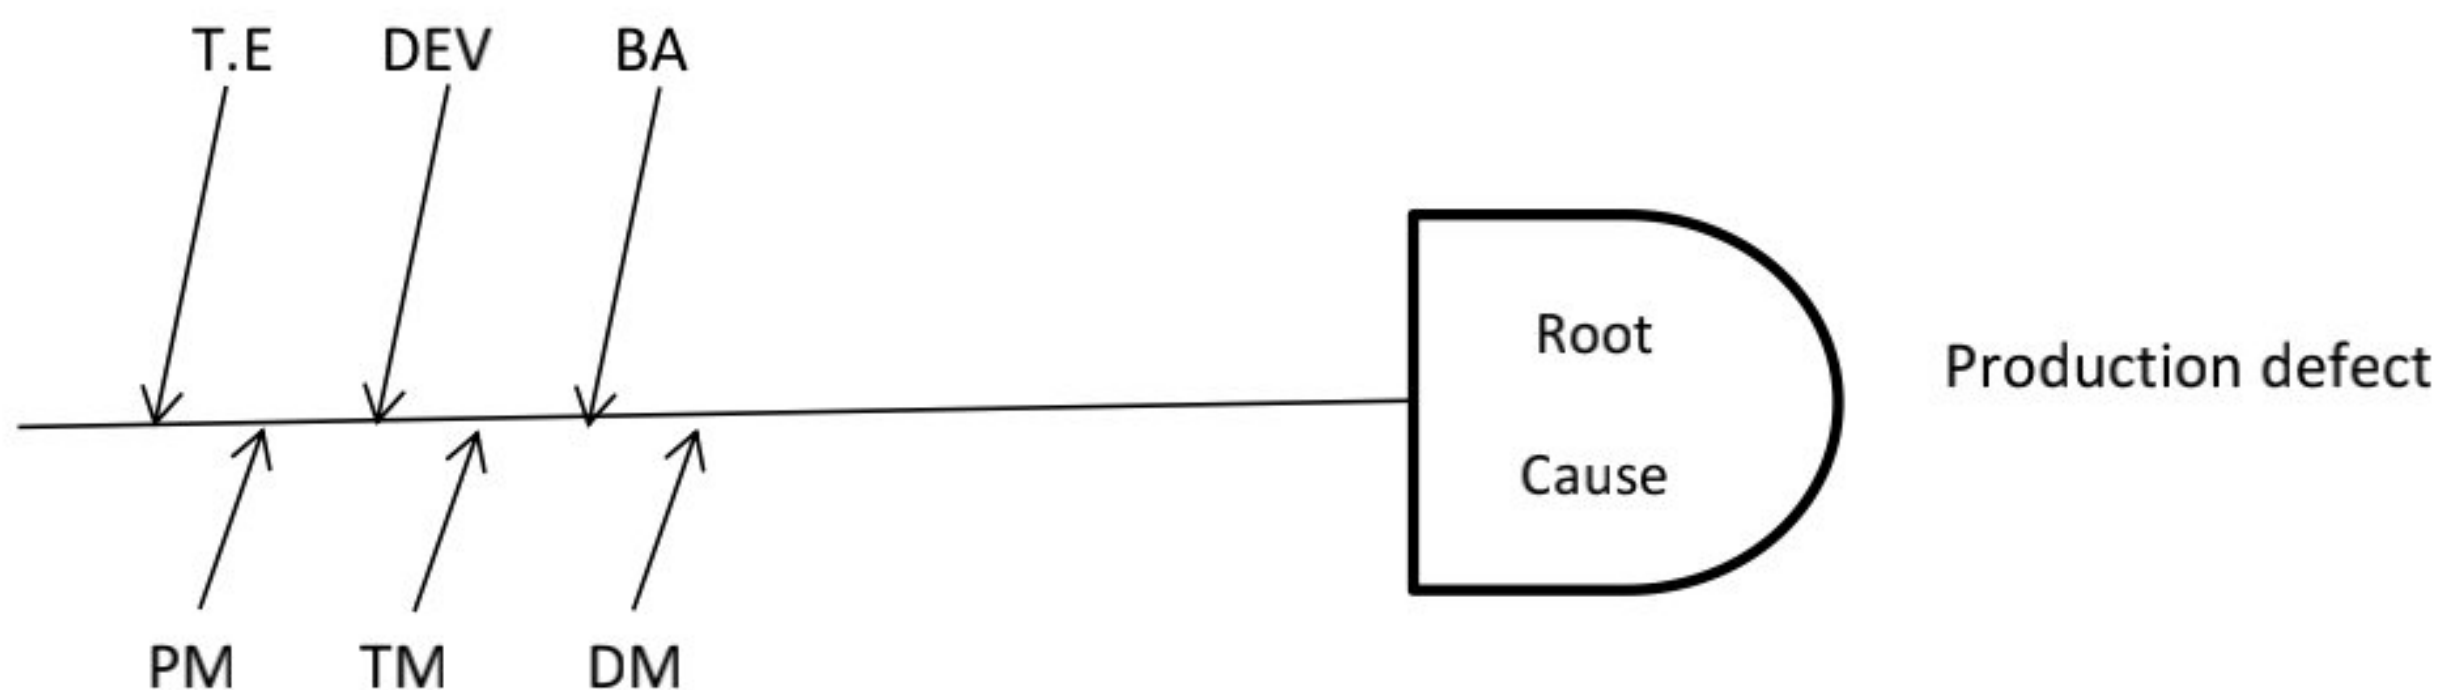 T.E DEV BA
Root
Cause
Production defect
PM TM DM